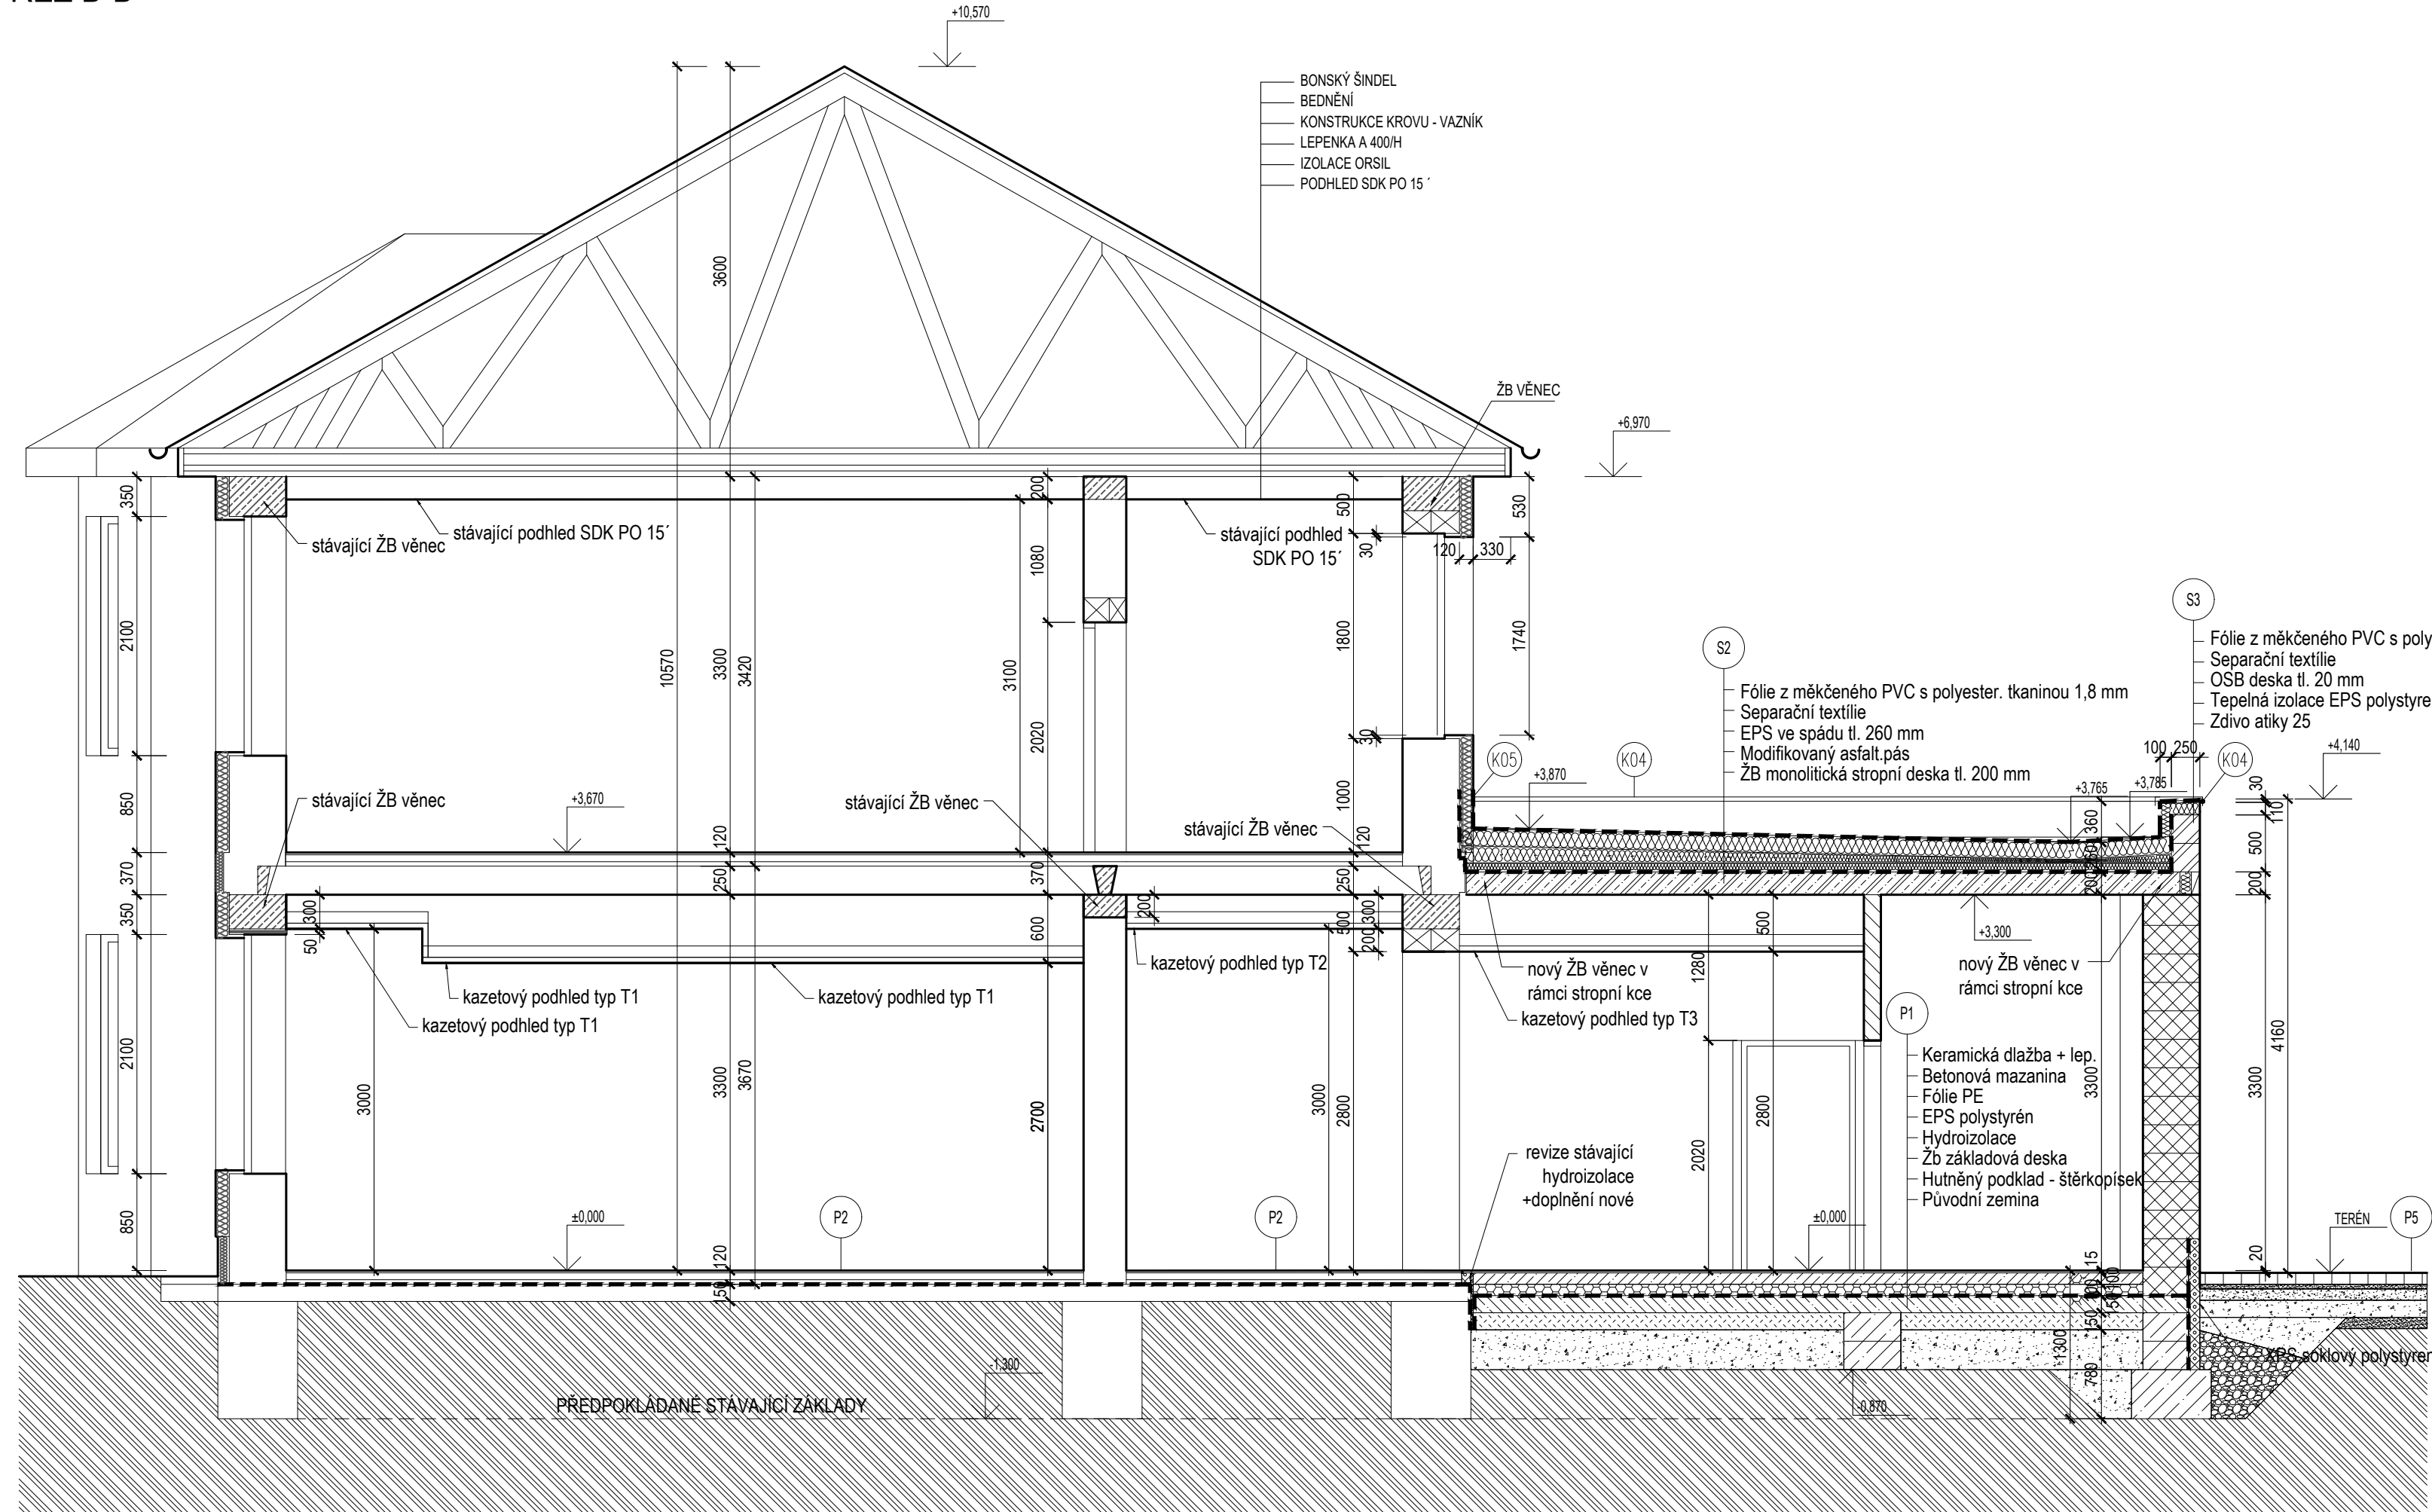 +10,570
BONSKÝ ŠINDEL
BEDNĚNÍ
KONSTRUKCE KROVU - VAZNÍK
LEPENKA A 400/H
IZOLACE ORSIL
PODHLED SDK PO 15 ´
3600
ŽB VĚNEC
+6,970
350
200
500
530
stávající ŽB věnec
stávající podhled SDK PO 15´
stávající podhled
SDK PO 15´
30
120
330
1080
2100
10570
3300
3420
3100
2020
1800
1740
S3
Fólie z měkčeného PVC s poly
Separační textílie
OSB deska tl. 20 mm
Tepelná izolace EPS polystyre
Zdivo atiky 25
S2
Fólie z měkčeného PVC s polyester. tkaninou 1,8 mm
Separační textílie
EPS ve spádu tl. 260 mm
Modifikovaný asfalt.pás
ŽB monolitická stropní deska tl. 200 mm
30
K05
K04
100
250
K04
+4,140
+3,870
+3,765
+3,785
30
110
850
stávající ŽB věnec
+3,670
stávající ŽB věnec
stávající ŽB věnec
1000
120
120
360
260
200
500
200
370
250
370
250
350
300
50
600
200
500
300
200
500
+3,300
kazetový podhled typ T2
kazetový podhled typ T1
kazetový podhled typ T1
kazetový podhled typ T1
nový ŽB věnec v
rámci stropní kce
kazetový podhled typ T3
1280
nový ŽB věnec v
rámci stropní kce
P1
Keramická dlažba + lep.
Betonová mazanina
Fólie PE
EPS polystyrén
Hydroizolace
Žb základová deska
Hutněný podklad - štěrkopísek
Původní zemina
2100
3000
3300
3670
2700
3000
2800
2020
2800
3300
3300
4160
revize stávající
hydroizolace
+doplnění nové
850
±0,000
P2
P2
±0,000
TERÉN
P5
120
150
15
100
150
20
1300
780
XPS soklový polystyren
-1,300
-0,870
PŘEDPOKLÁDANÉ STÁVAJÍCÍ ZÁKLADY